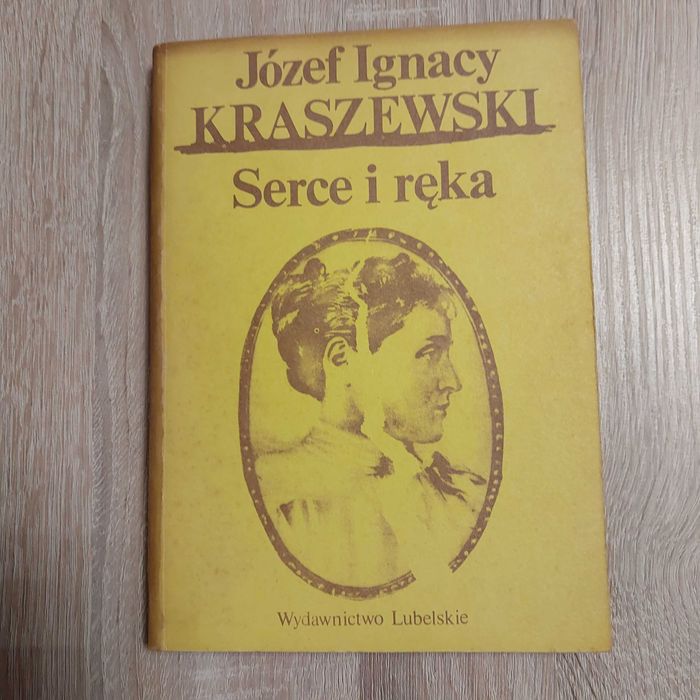 Józef Ignacy
KRASZEWSKI
Serce i ręka
Wydawnictwo Lubelskie